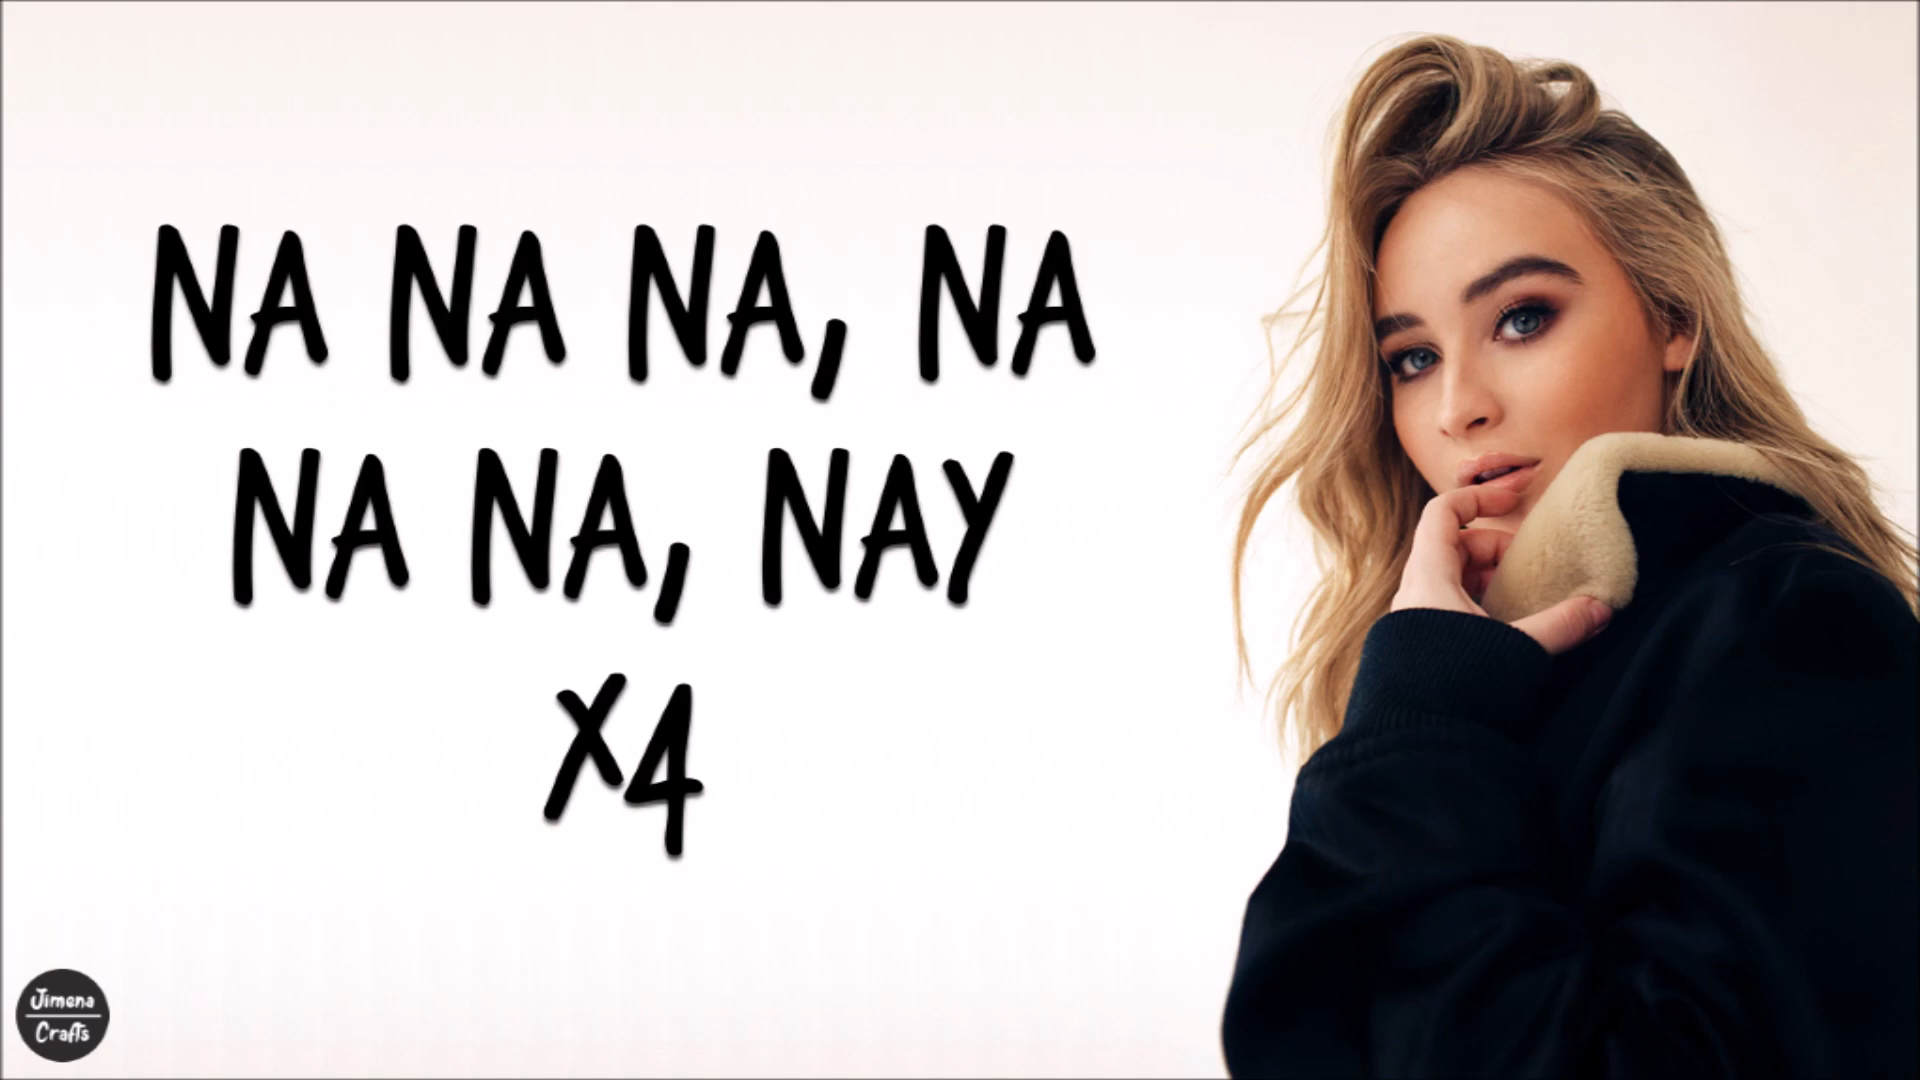 NA NA NA, NA
NA NA, NAY
X4
Jimena
Crafts